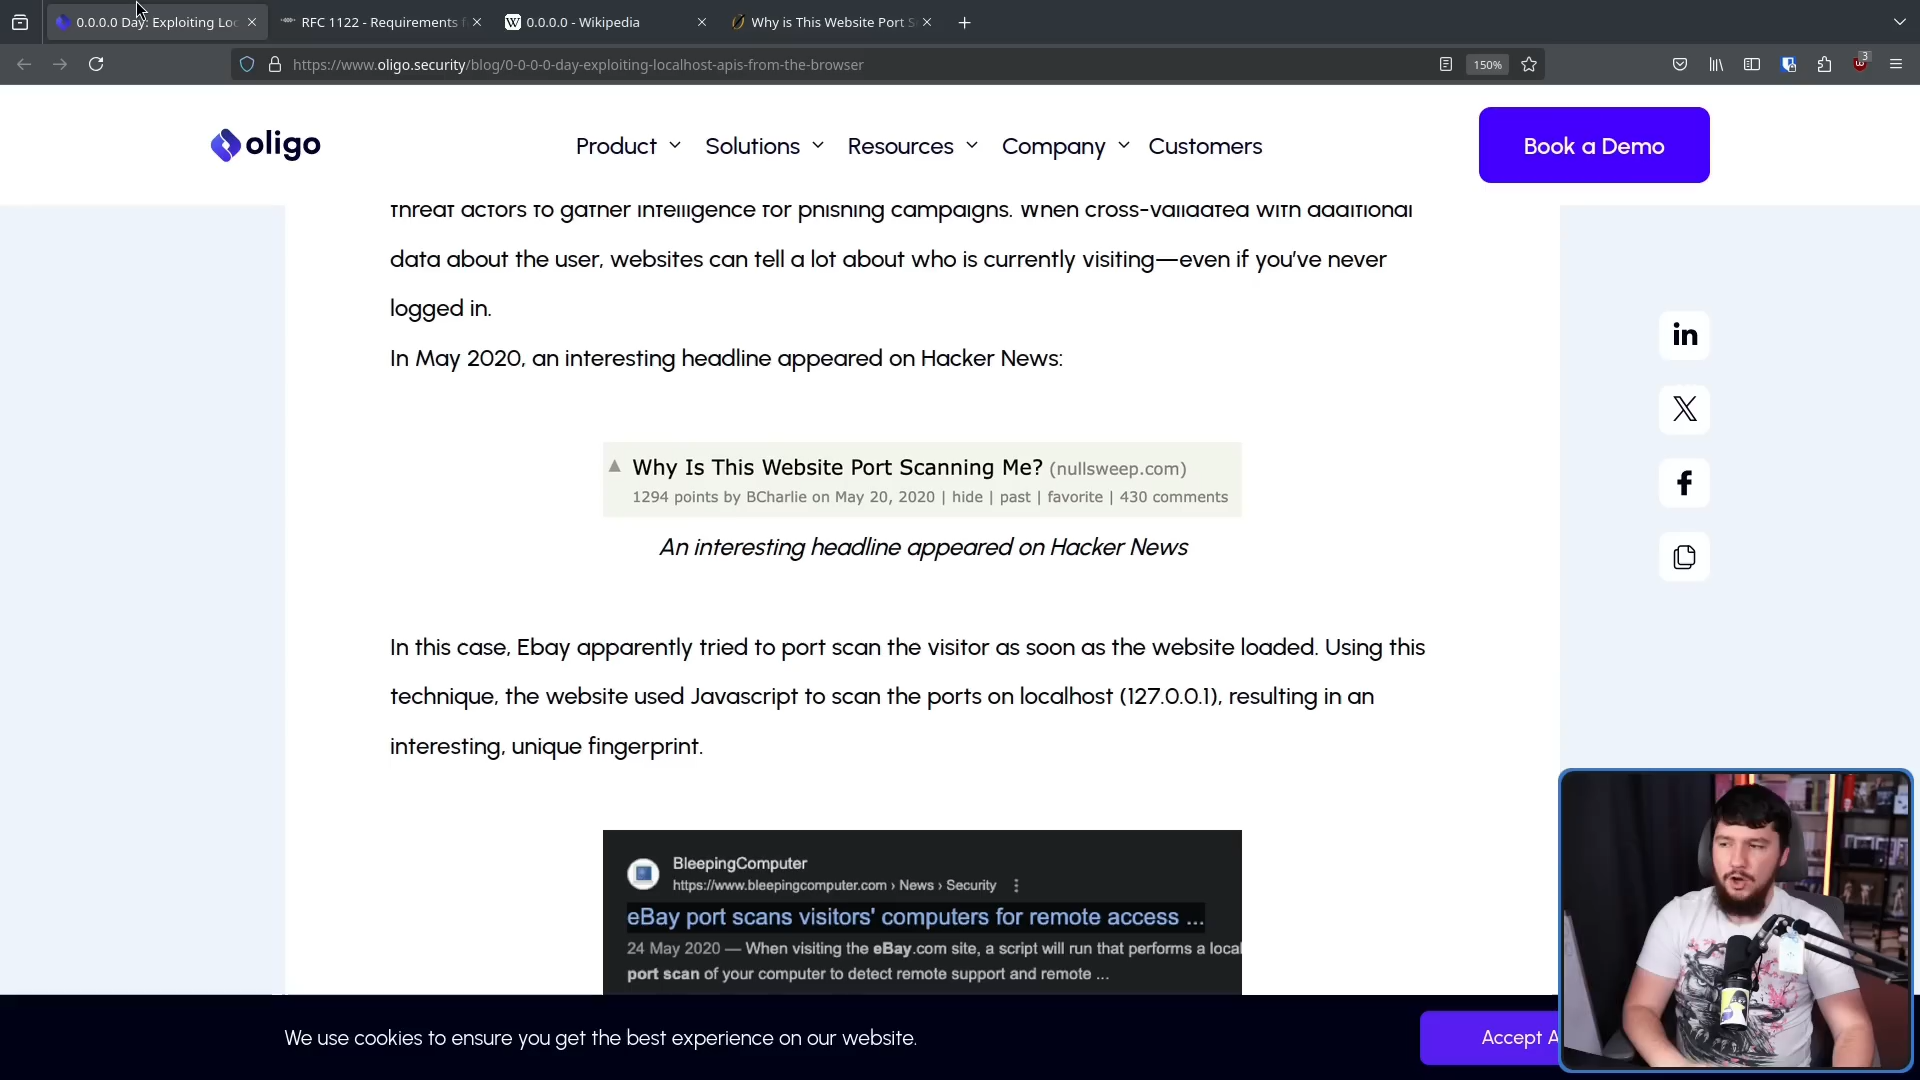 0.0.0.0 Day: Exploiting Loc
RFC 1122 - Requirements f
0.0.0.0 - Wikipedia
Why is This Website Port S
https://www.oligo.security/blog/0-0-0-0-day-exploiting-localhost-apis-from-the-browser
150%
3
oligo
Product
Solutions
Resources
Company
Customers
Book a Demo
threat actors to gather intelligence for phishing campaigns. When cross-validated with additional
data about the user, websites can tell a lot about who is currently visiting—even if you've never
logged in.
In May 2020, an interesting headline appeared on Hacker News:
Why Is This Website Port Scanning Me? (nullsweep.com)
1294 points by BCharlie on May 20, 2020 | hide | past | favorite | 430 comments
An interesting headline appeared on Hacker News
In this case, Ebay apparently tried to port scan the visitor as soon as the website loaded. Using this
technique, the website used Javascript to scan the ports on localhost (127.0.0.1), resulting in an
interesting, unique fingerprint.
BleepingComputer
https://www.bleepingcomputer.com › News › Security
eBay port scans visitors' computers for remote access ...
24 May 2020 — When visiting the eBay.com site, a script will run that performs a local
port scan of your computer to detect remote support and remote ...
We use cookies to ensure you get the best experience on our website.
Accept A